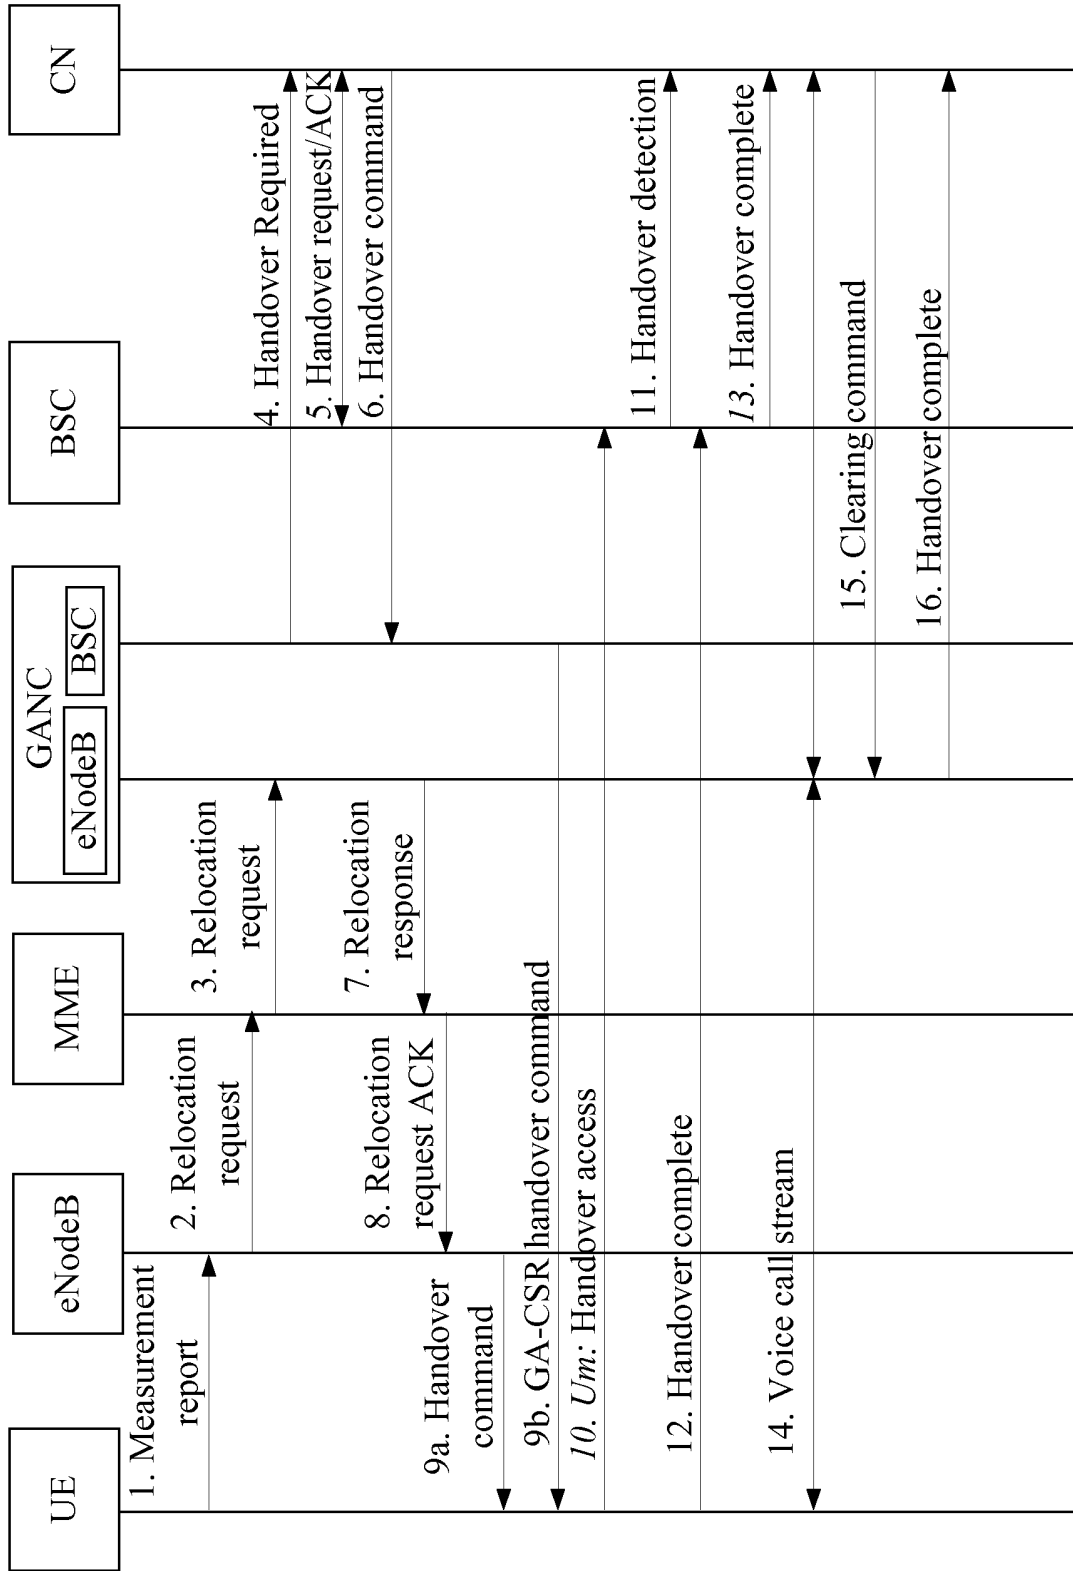 UE
eNodeB
MME
GANC
eNodeB
BSC
BSC
CN
1. Measurement
report
2. Relocation
request
3. Relocation
request
4. Handover Required
5. Handover request/ACK
6. Handover command
7. Relocation
response
8. Relocation
request ACK
9a. Handover
command
9b. GA-CSR handover command
10. Um: Handover access
11. Handover detection
12. Handover complete
13. Handover complete
14. Voice call stream
15. Clearing command
16. Handover complete